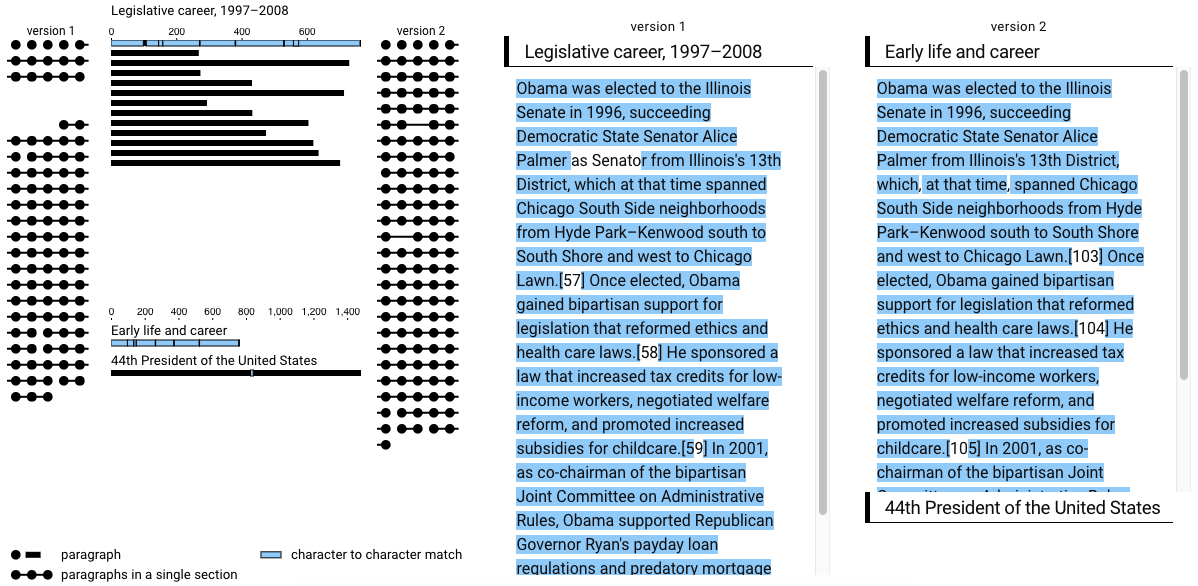 Legislative career, 1997–2008
version 1
0 200 400 600
version 2
0 200 400 600 800 1,000 1,200 1,400
Early life and career
44th President of the United States
paragraph
paragraphs in a single section
character to character match
version 1
Legislative career, 1997–2008
Obama was elected to the Illinois
Senate in 1996, succeeding
Democratic State Senator Alice
Palmer as Senator from Illinois's 13th
District, which at that time spanned
Chicago South Side neighborhoods
from Hyde Park–Kenwood south to
South Shore and west to Chicago
Lawn.[57] Once elected, Obama
gained bipartisan support for
legislation that reformed ethics and
health care laws.[58] He sponsored a
law that increased tax credits for low-
income workers, negotiated welfare
reform, and promoted increased
subsidies for childcare.[59] In 2001,
as co-chairman of the bipartisan
Joint Committee on Administrative
Rules, Obama supported Republican
Governor Ryan's payday loan
regulations and predatory mortgage
version 2
Early life and career
Obama was elected to the Illinois
Senate in 1996, succeeding
Democratic State Senator Alice
Palmer from Illinois's 13th District,
which, at that time, spanned Chicago
South Side neighborhoods from Hyde
Park–Kenwood south to South Shore
and west to Chicago Lawn.[103] Once
elected, Obama gained bipartisan
support for legislation that reformed
ethics and health care laws.[104] He
sponsored a law that increased tax
credits for low-income workers,
negotiated welfare reform, and
promoted increased subsidies for
childcare.[105] In 2001, as co-
chairman of the bipartisan Joint
44th President of the United States